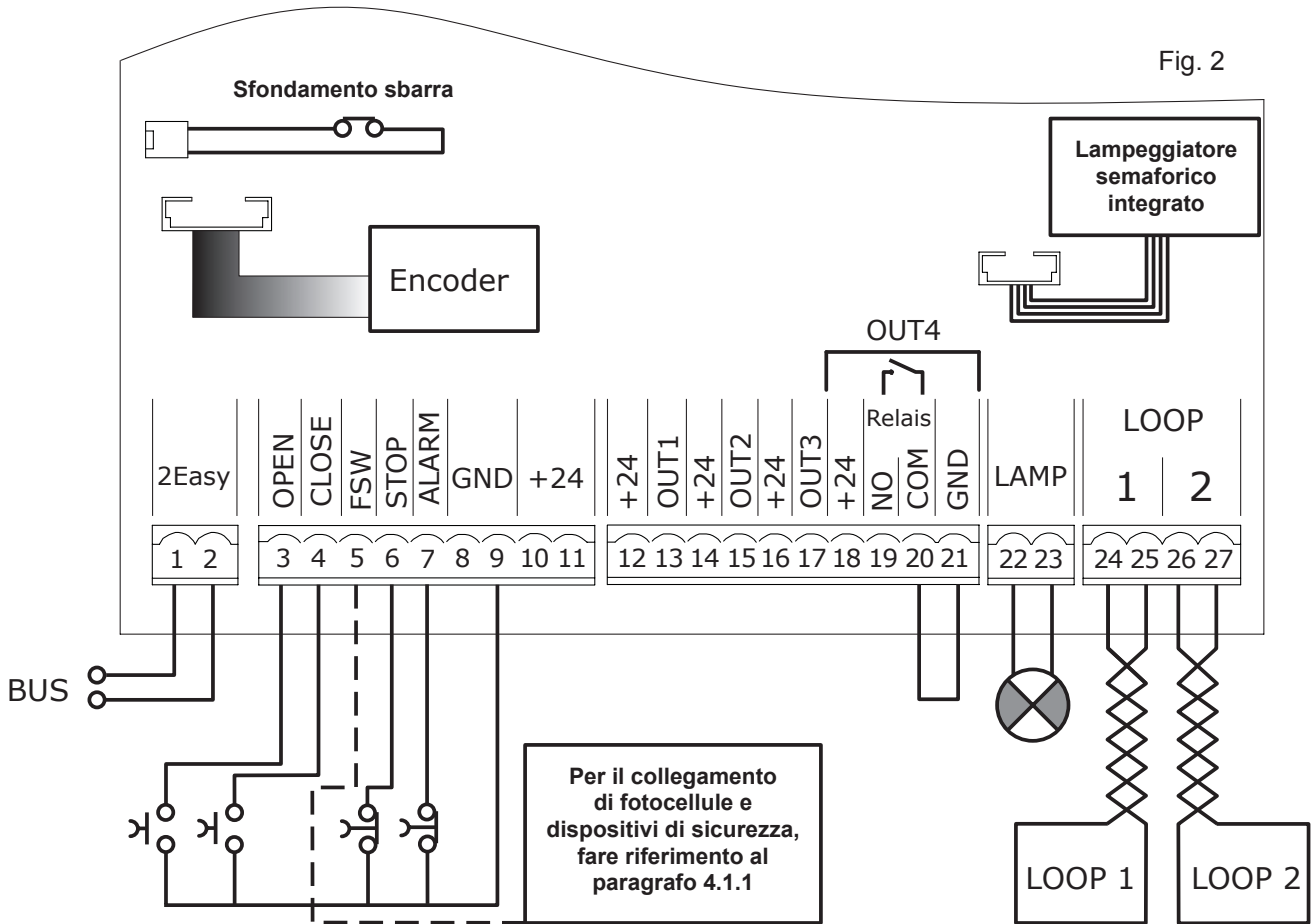 Fig. 2
Sfondamento sbarra
Lampeggiatore
semaforico
integrato
Encoder
OUT4
Relais
LOOP
2Easy
OPEN
CLOSE
FSW
STOP
ALARM
GND
+24
+24
OUT1
+24
OUT2
+24
OUT3
+24
NO
COM
GND
LAMP
1
2
1 2
3 4 5 6 7 8 9 10 11
12 13 14 15 16 17 18 19 20 21
22 23
24 25 26 27
BUS
Per il collegamento
di fotocellule e
dispositivi di sicurezza,
fare riferimento al
paragrafo 4.1.1
LOOP 1
LOOP 2